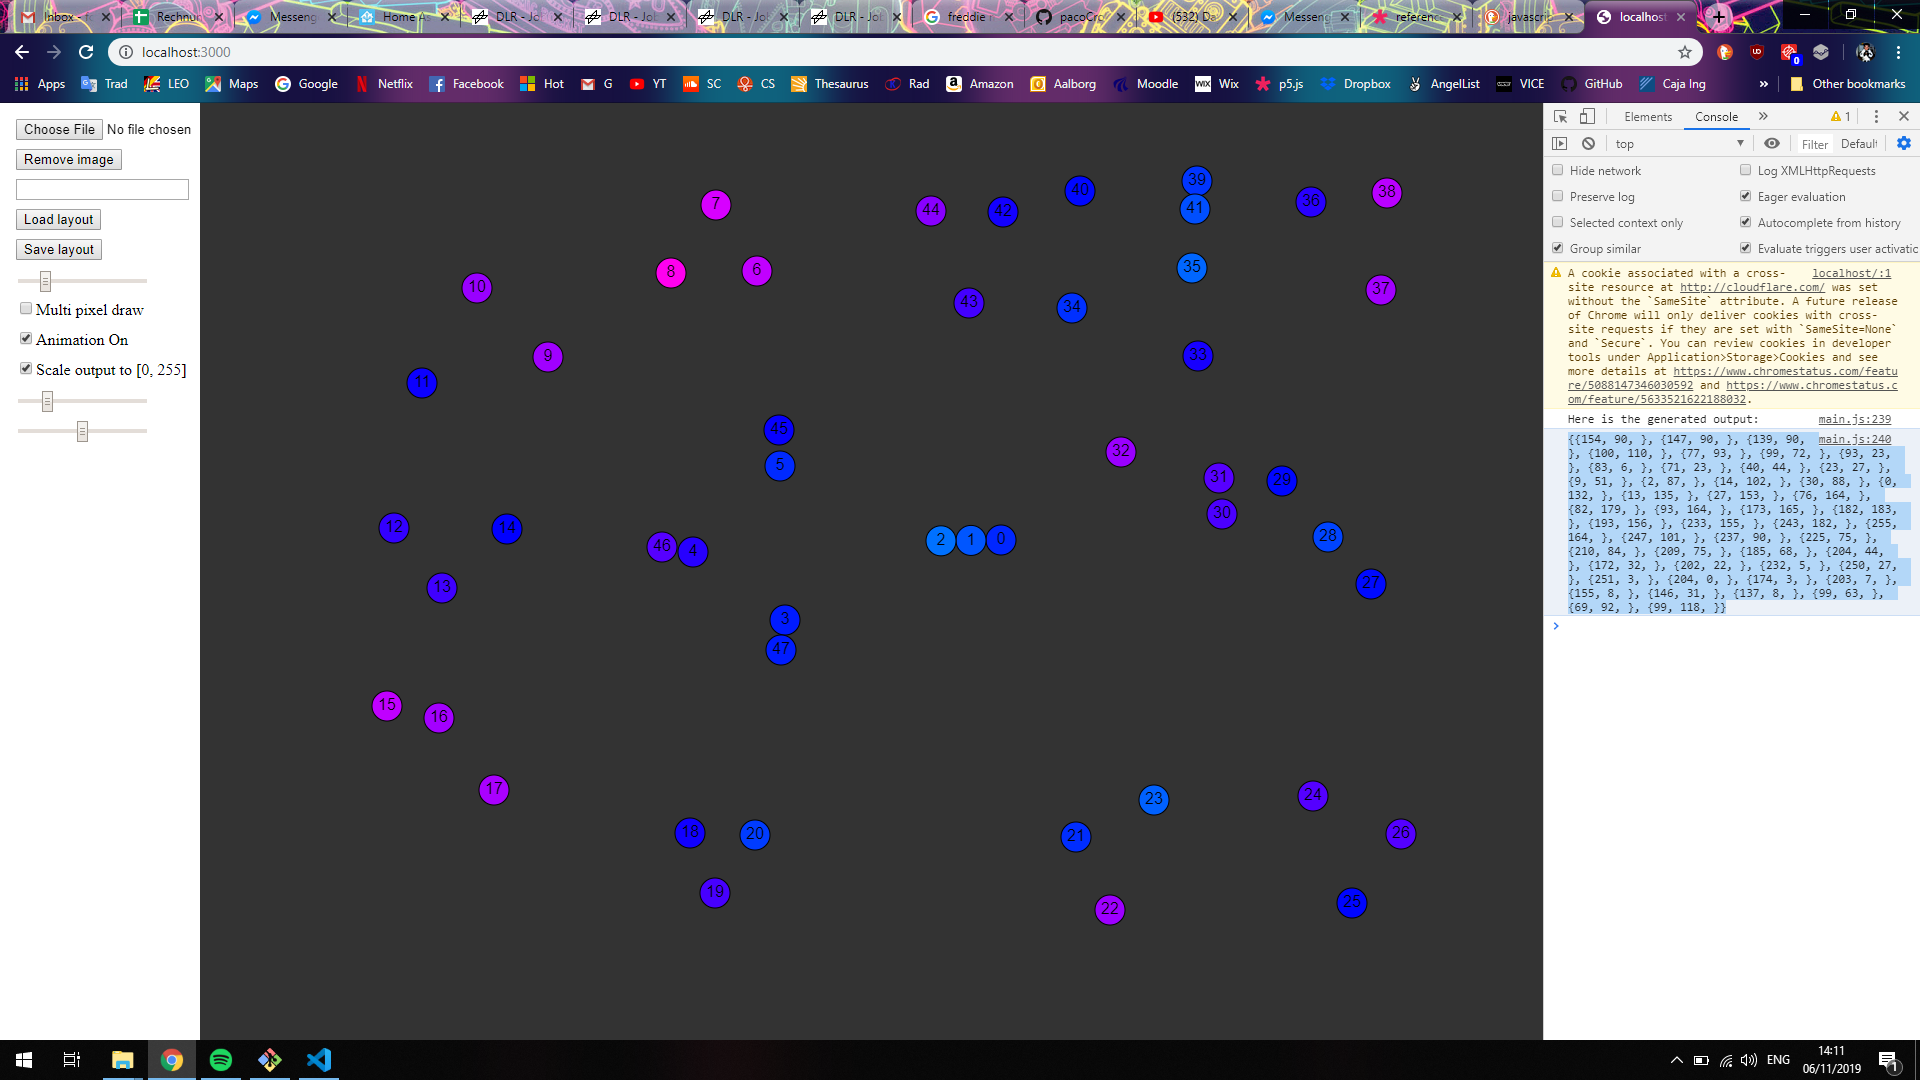 Inbox - f
Rechnun
Messeng
Home As
DLR - Jo
DLR - Job
DLR - Job
DLR - Job
freddie
pacoCr
(532) Da
Messeng
referenc
javascri
localhost
localhost:3000
Apps Trad LEO Maps Google Netflix Facebook Hot G YT SC CS Thesaurus Rad Amazon Aalborg Moodle Wix p5.js Dropbox AngelList VICE GitHub Caja Ing » Other bookmarks
Choose File No file chosen
Remove image
Load layout
Save layout
Multi pixel draw
Animation On
Scale output to [0, 255]
39
40
38
36
7
44
42
41
35
6
8
10
37
43
34
33
9
11
45
32
5
31
29
30
12
14
28
2 1 0
46
4
27
13
3
47
15
16
17
24
23
18
20
21
26
19
25
22
Elements Console » 1
top Filter Default
Hide network
Log XMLHttpRequests
Preserve log
Eager evaluation
Selected context only
Autocomplete from history
Group similar
Evaluate triggers user activatic
A cookie associated with a cross- localhost/:1
site resource at http://cloudflare.com/ was set
without the `SameSite` attribute. A future release
of Chrome will only deliver cookies with cross-
site requests if they are set with `SameSite=None`
and `Secure`. You can review cookies in developer
tools under Application>Storage>Cookies and see
more details at https://www.chromestatus.com/featu
re/5088147346030592 and https://www.chromestatus.c
om/feature/5633521622188032.
Here is the generated output: main.js:239
{{154, 90, }, {147, 90, }, {139, 90, main.js:240
}, {100, 110, }, {77, 93, }, {99, 72, }, {93, 23,
}, {83, 6, }, {71, 23, }, {40, 44, }, {23, 27, },
{9, 51, }, {2, 87, }, {14, 102, }, {30, 88, }, {0,
132, }, {13, 135, }, {27, 153, }, {76, 164, },
{82, 179, }, {93, 164, }, {173, 165, }, {182, 183,
}, {193, 156, }, {233, 155, }, {243, 182, }, {255,
164, }, {247, 101, }, {237, 90, }, {225, 75, },
{210, 84, }, {209, 75, }, {185, 68, }, {204, 44,
}, {172, 32, }, {202, 22, }, {232, 5, }, {250, 27,
}, {251, 3, }, {204, 0, }, {174, 3, }, {203, 7, },
{155, 8, }, {146, 31, }, {137, 8, }, {99, 63, },
{69, 92, }, {99, 118, }}
ENG
14:11
06/11/2019
1